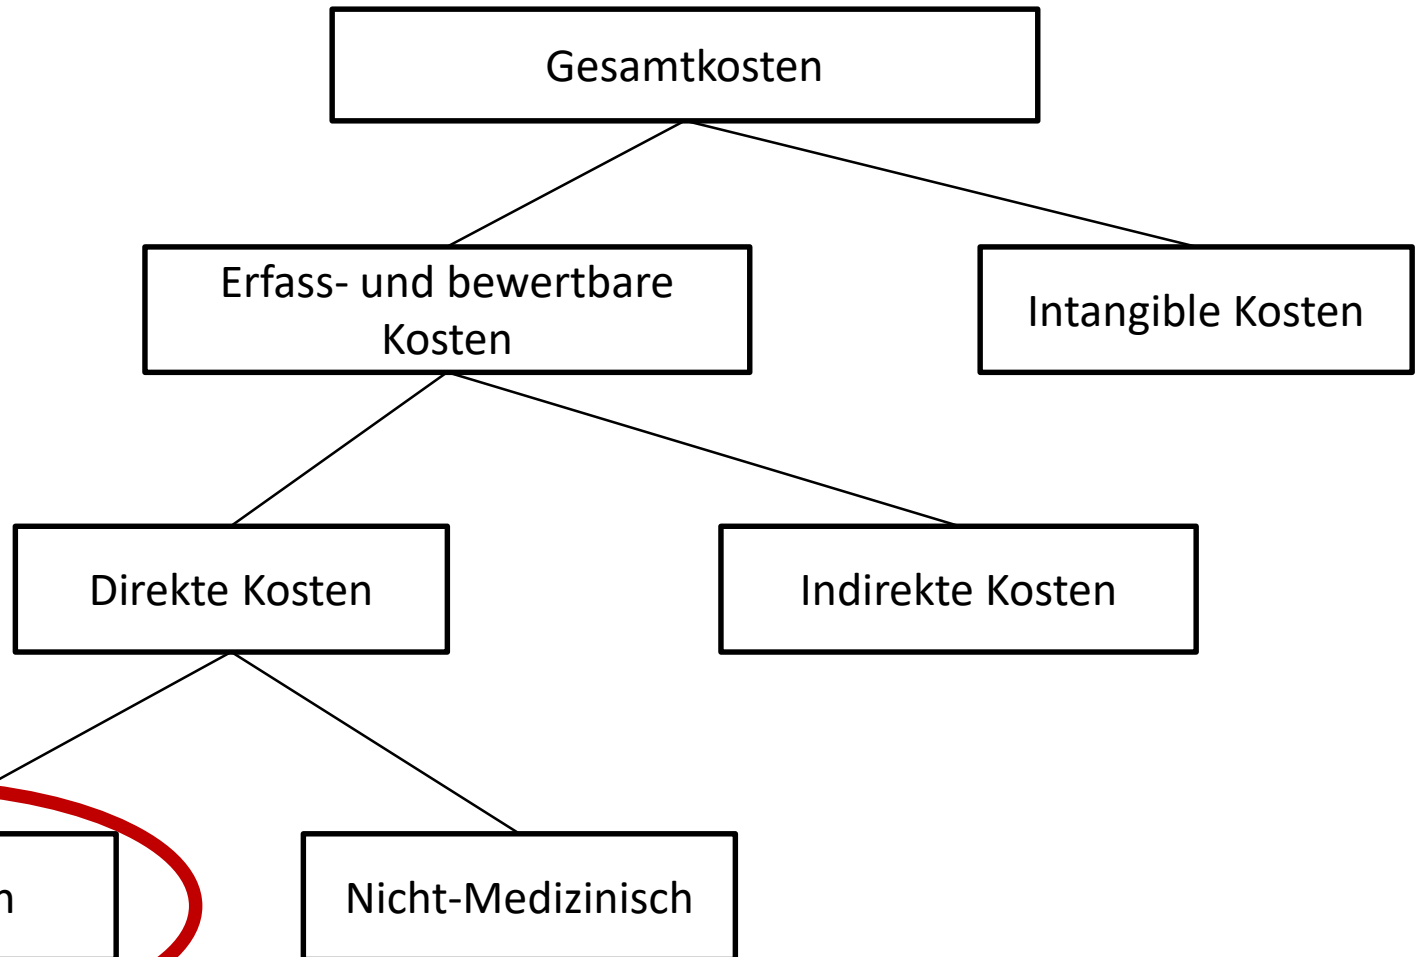 Gesamtkosten
Erfass- und bewertbare
Kosten
Intangible Kosten
Direkte Kosten
Indirekte Kosten
Nicht-Medizinisch